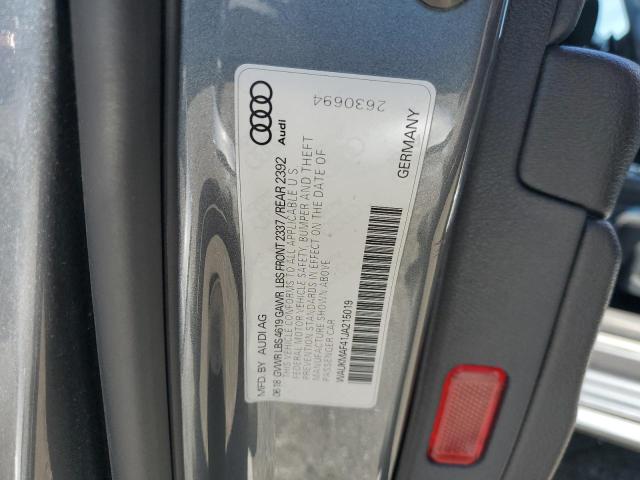 MFD. BY AUDI AG
06·18 GVWR LBS 4619 GAWR LBS FRONT 2337 /REAR 2392
THIS VEHICLE CONFORMS TO ALL APPLICABLE U.S.
FEDERAL MOTOR VEHICLE SAFETY, BUMPER AND THEFT
PREVENTION STANDARDS IN EFFECT ON THE DATE OF
MANUFACTURE SHOWN ABOVE
PASSENGER CAR
WAUKMAF41JA215019
Audi
2630694
GERMANY